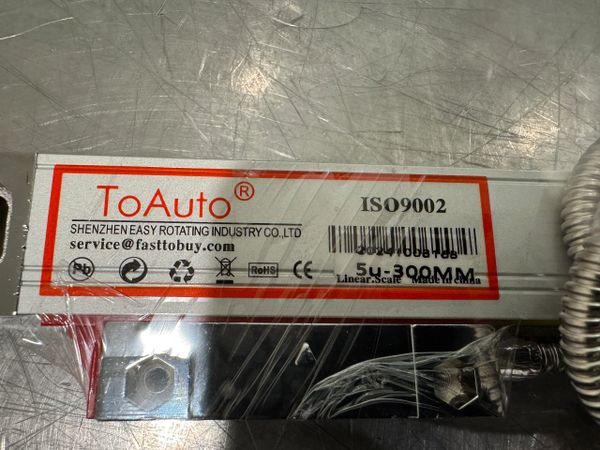 ToAuto®
SHENZHEN EASY ROTATING INDUSTRY CO.,LTD
service@fasttobuy.com
Pb
RoHS
CE
ISO9002
5u-300MM
Linear.Scale Made in china